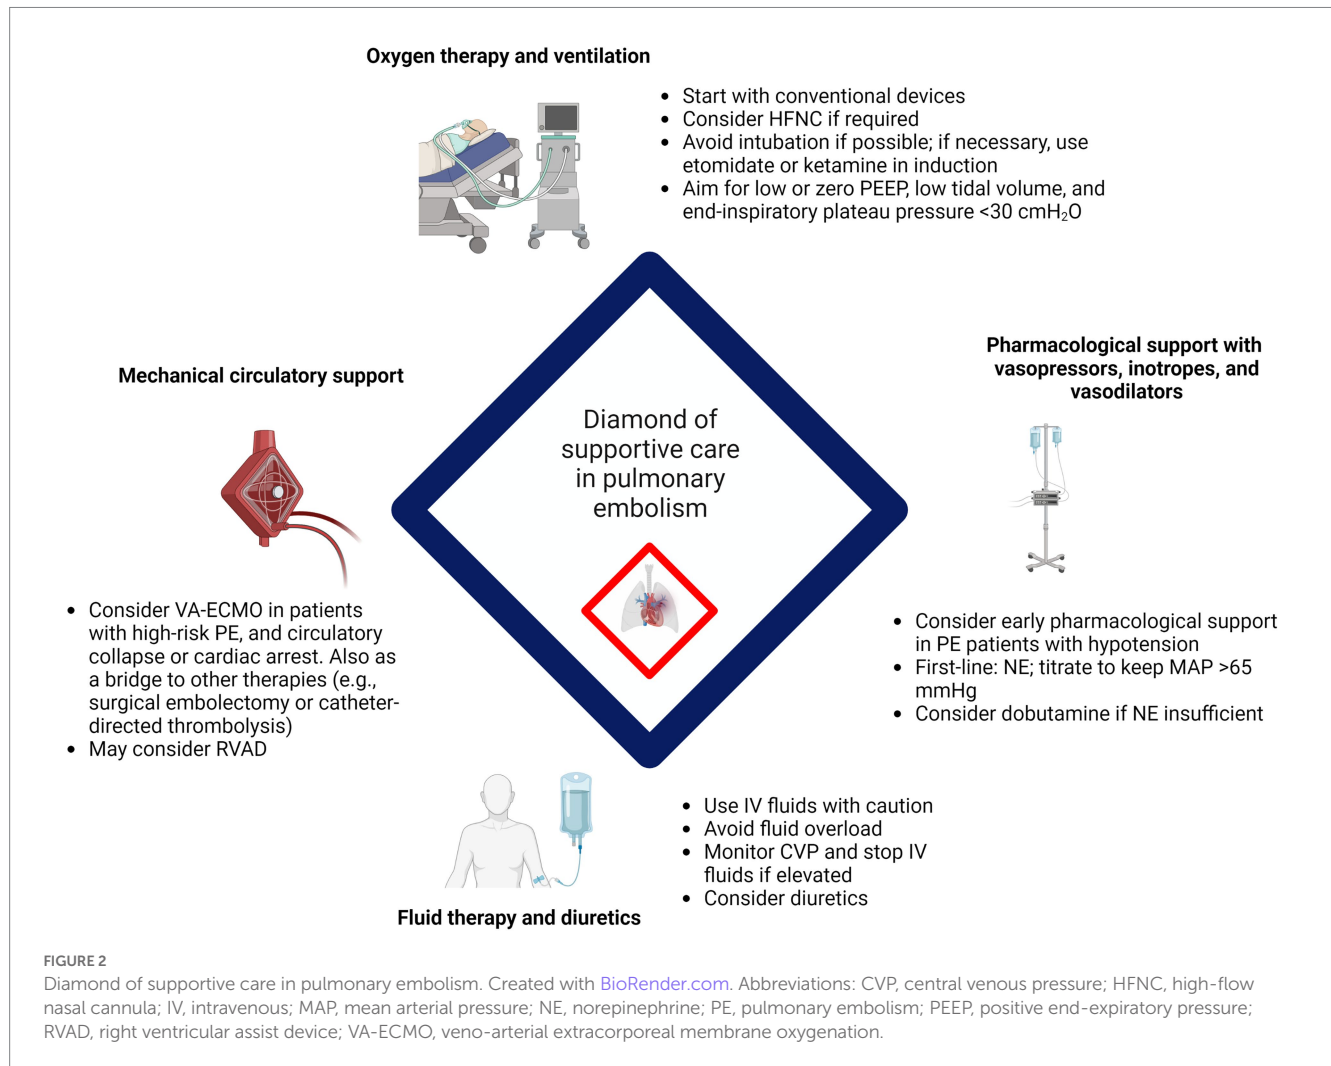 Oxygen therapy and ventilation
• Start with conventional devices
• Consider HFNC if required
• Avoid intubation if possible; if necessary, use
etomidate or ketamine in induction
• Aim for low or zero PEEP, low tidal volume, and
end-inspiratory plateau pressure <30 cmH₂O
Pharmacological support with
vasopressors, inotropes, and
vasodilators
• Consider early pharmacological support
in PE patients with hypotension
• First-line: NE; titrate to keep MAP >65
mmHg
• Consider dobutamine if NE insufficient
Mechanical circulatory support
• Consider VA-ECMO in patients
with high-risk PE, and circulatory
collapse or cardiac arrest. Also as
a bridge to other therapies (e.g.,
surgical embolectomy or catheter-
directed thrombolysis)
• May consider RVAD
Diamond of
supportive care
in pulmonary
embolism
• Use IV fluids with caution
• Avoid fluid overload
• Monitor CVP and stop IV
fluids if elevated
• Consider diuretics
Fluid therapy and diuretics
FIGURE 2
Diamond of supportive care in pulmonary embolism. Created with BioRender.com. Abbreviations: CVP, central venous pressure; HFNC, high-flow
nasal cannula; IV, intravenous; MAP, mean arterial pressure; NE, norepinephrine; PE, pulmonary embolism; PEEP, positive end-expiratory pressure;
RVAD, right ventricular assist device; VA-ECMO, veno-arterial extracorporeal membrane oxygenation.